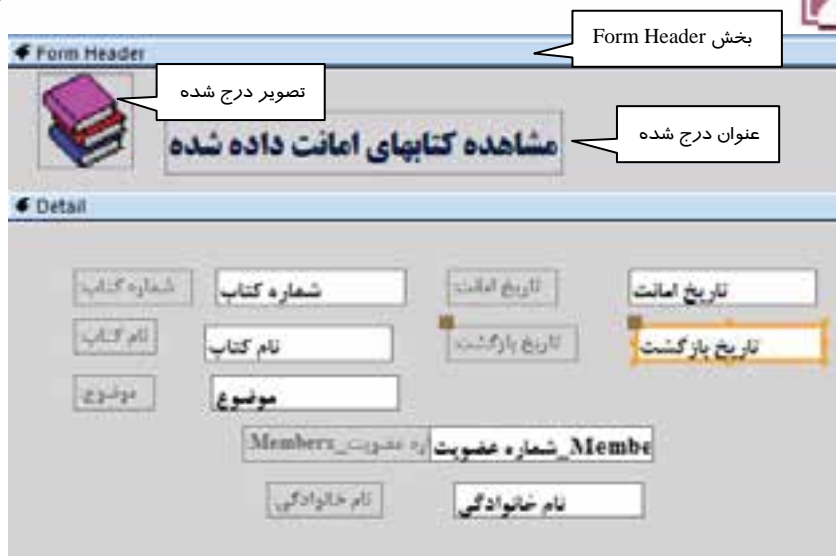 بخش Form Header
Form Header
تصویر درج شده
عنوان درج شده
مشاهده کتابهای امانت داده شده
Detail
شماره کتاب:
شماره کتاب
تاریخ امانت:
تاریخ امانت
نام کتاب:
نام کتاب
تاریخ بازگشت:
تاریخ بازگشت
موضوع:
موضوع
Members_شماره عضویت
نام خانوادگی:
نام خانوادگی